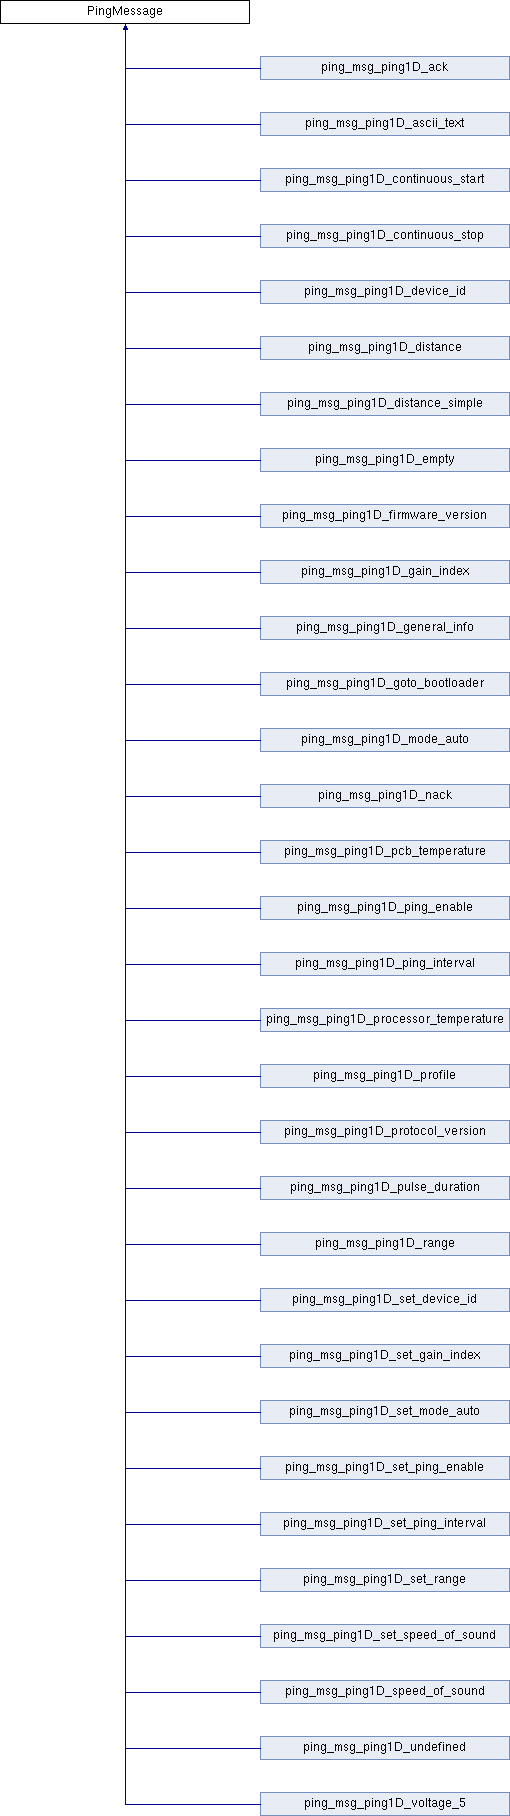 PingMessage
ping_msg_ping1D_ack
ping_msg_ping1D_ascii_text
ping_msg_ping1D_continuous_start
ping_msg_ping1D_continuous_stop
ping_msg_ping1D_device_id
ping_msg_ping1D_distance
ping_msg_ping1D_distance_simple
ping_msg_ping1D_empty
ping_msg_ping1D_firmware_version
ping_msg_ping1D_gain_index
ping_msg_ping1D_general_info
ping_msg_ping1D_goto_bootloader
ping_msg_ping1D_mode_auto
ping_msg_ping1D_nack
ping_msg_ping1D_pcb_temperature
ping_msg_ping1D_ping_enable
ping_msg_ping1D_ping_interval
ping_msg_ping1D_processor_temperature
ping_msg_ping1D_profile
ping_msg_ping1D_protocol_version
ping_msg_ping1D_pulse_duration
ping_msg_ping1D_range
ping_msg_ping1D_set_device_id
ping_msg_ping1D_set_gain_index
ping_msg_ping1D_set_mode_auto
ping_msg_ping1D_set_ping_enable
ping_msg_ping1D_set_ping_interval
ping_msg_ping1D_set_range
ping_msg_ping1D_set_speed_of_sound
ping_msg_ping1D_speed_of_sound
ping_msg_ping1D_undefined
ping_msg_ping1D_voltage_5